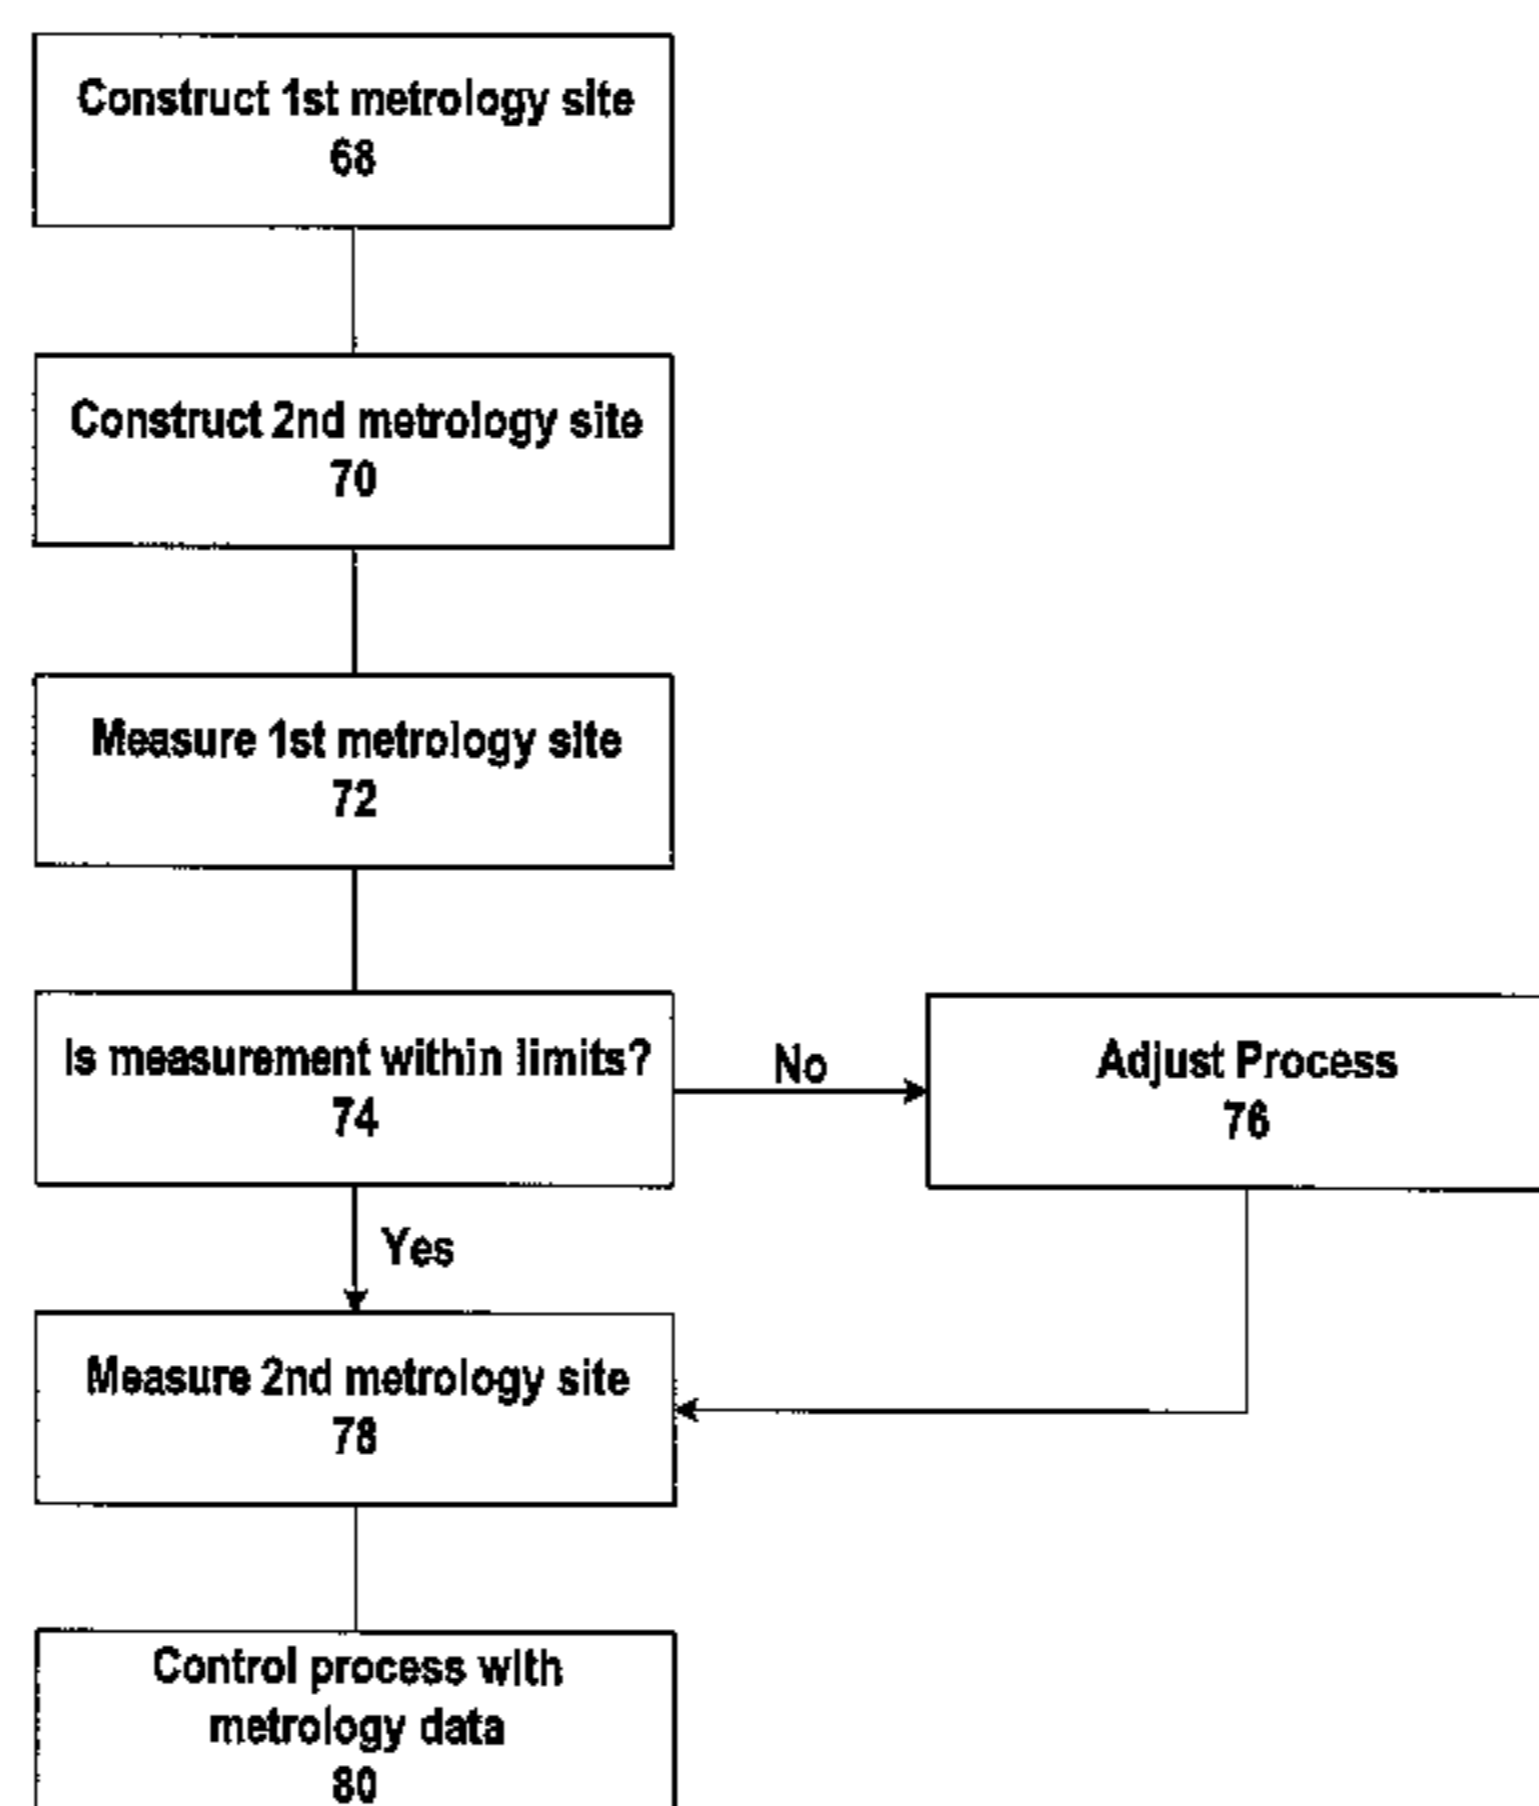 Construct 1st metrology site
68
Construct 2nd metrology site
70
Measure 1st metrology site
72
Is measurement within limits?
74
No
Adjust Process
76
Yes
Measure 2nd metrology site
78
Control process with
metrology data
80